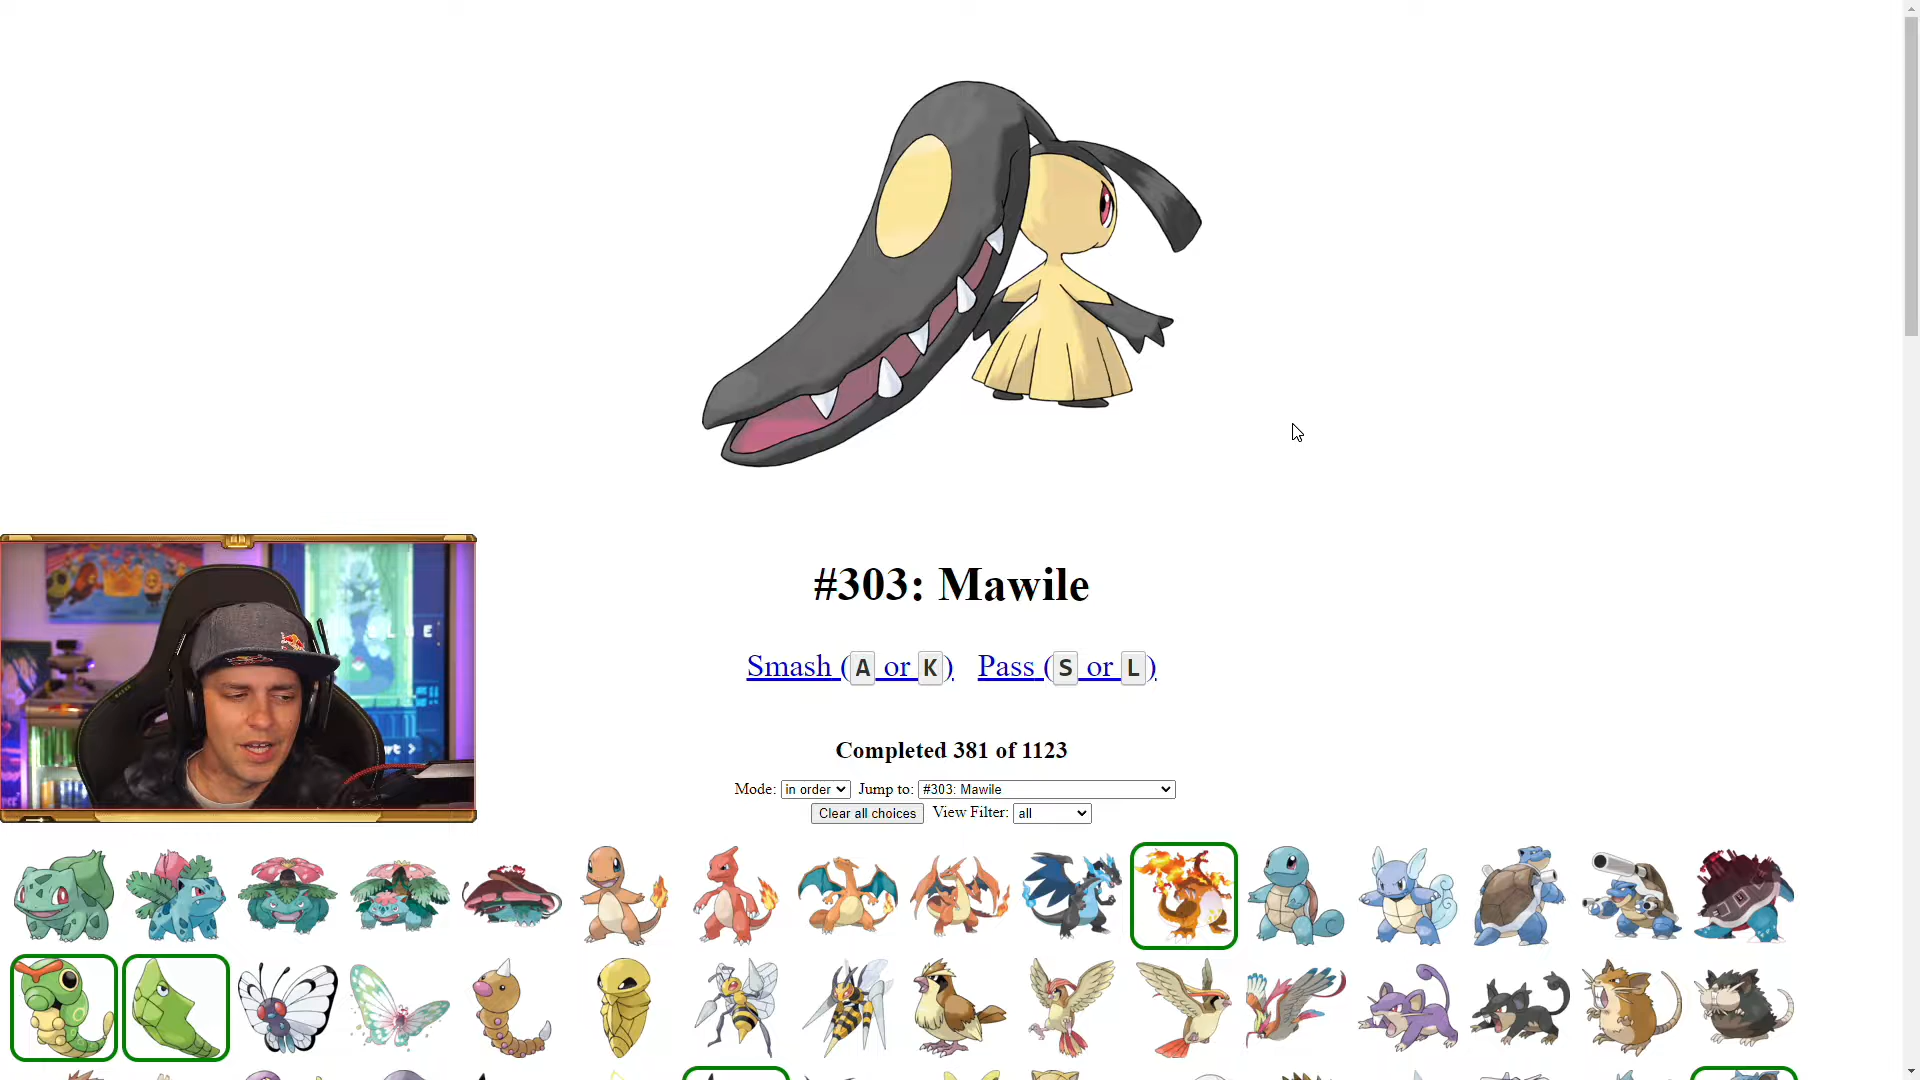 #303: Mawile
Smash (A or K) Pass (S or L)
Completed 381 of 1123
Mode: in order Jump to: #303: Mawile
Clear all choices View Filter: all